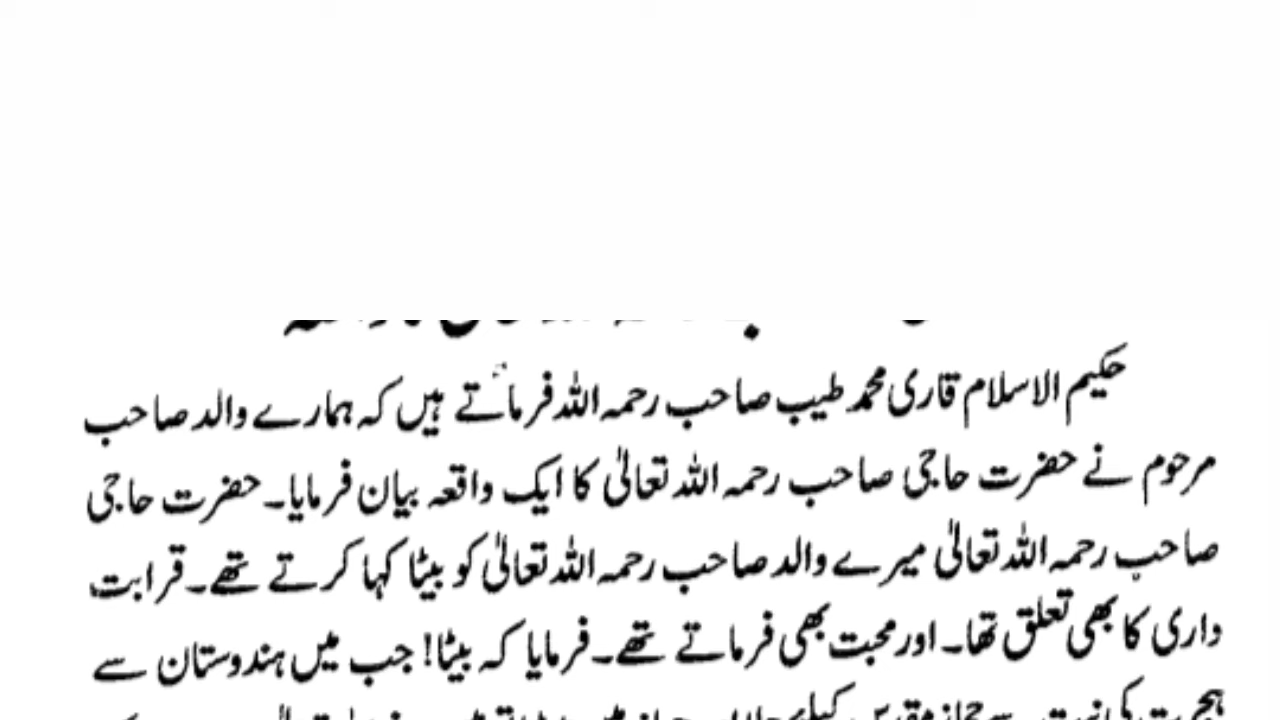 حکیم الاسلام قاری محمد طیب صاحب رحمہ اللہ فرماتے ہیں کہ ہمارے والد صاحب
مرحوم نے حضرت حاجی صاحب رحمہ اللہ تعالیٰ کا ایک واقعہ بیان فرمایا۔ حضرت حاجی
صاحب رحمہ اللہ تعالیٰ میرے والد صاحب رحمہ اللہ تعالیٰ کو بیٹا کہا کرتے تھے۔ قرابت
داری کا بھی تعلق تھا۔ اور محبت بھی فرماتے تھے۔ فرمایا کہ بیٹا! جب میں ہندوستان سے